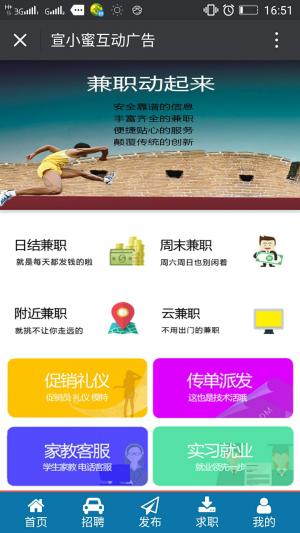 3G G 16:51
宣小蜜互动广告
兼职动起来
安全靠谱的信息
丰富齐全的兼职
便捷贴心的服务
颠覆传统的创新
日结兼职
就是每天都发钱的啦
周末兼职
周六周日也别闲着
附近兼职
就挑不让你走远的
云兼职
不用出门的兼职
促销礼仪
促销员 礼仪 模特
传单派发
这也是技术活哦
家教客服
学生家教 电话客服
实习就业
就业领先一步
首页 招聘 发布 求职 我的